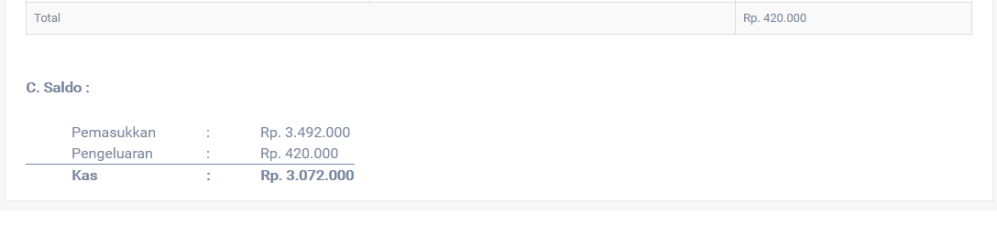 Total Rp. 420.000
C. Saldo :
Pemasukkan : Rp. 3.492.000
Pengeluaran : Rp. 420.000
Kas : Rp. 3.072.000